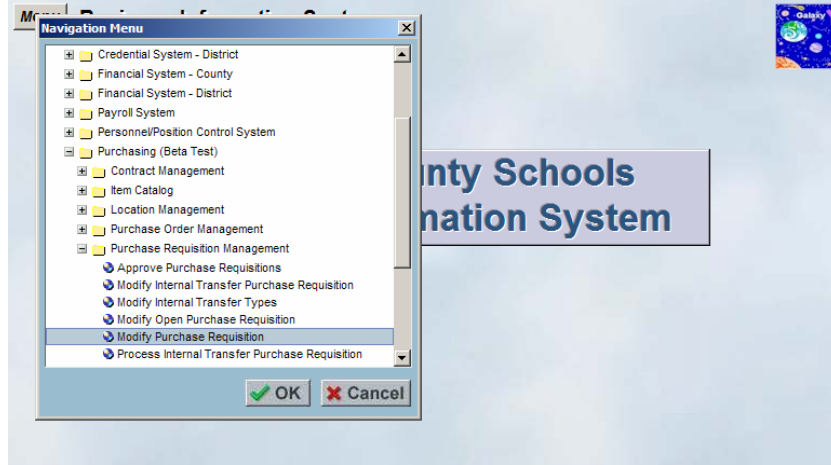 Menu
Galaxy
Navigation Menu
Credential System - District
Financial System - County
Financial System - District
Payroll System
Personnel/Position Control System
Purchasing (Beta Test)
Contract Management
Item Catalog
Location Management
Purchase Order Management
Purchase Requisition Management
Approve Purchase Requisitions
Modify Internal Transfer Purchase Requisition
Modify Internal Transfer Types
Modify Open Purchase Requisition
Modify Purchase Requisition
Process Internal Transfer Purchase Requisition
OK Cancel
unty Schools
mation System